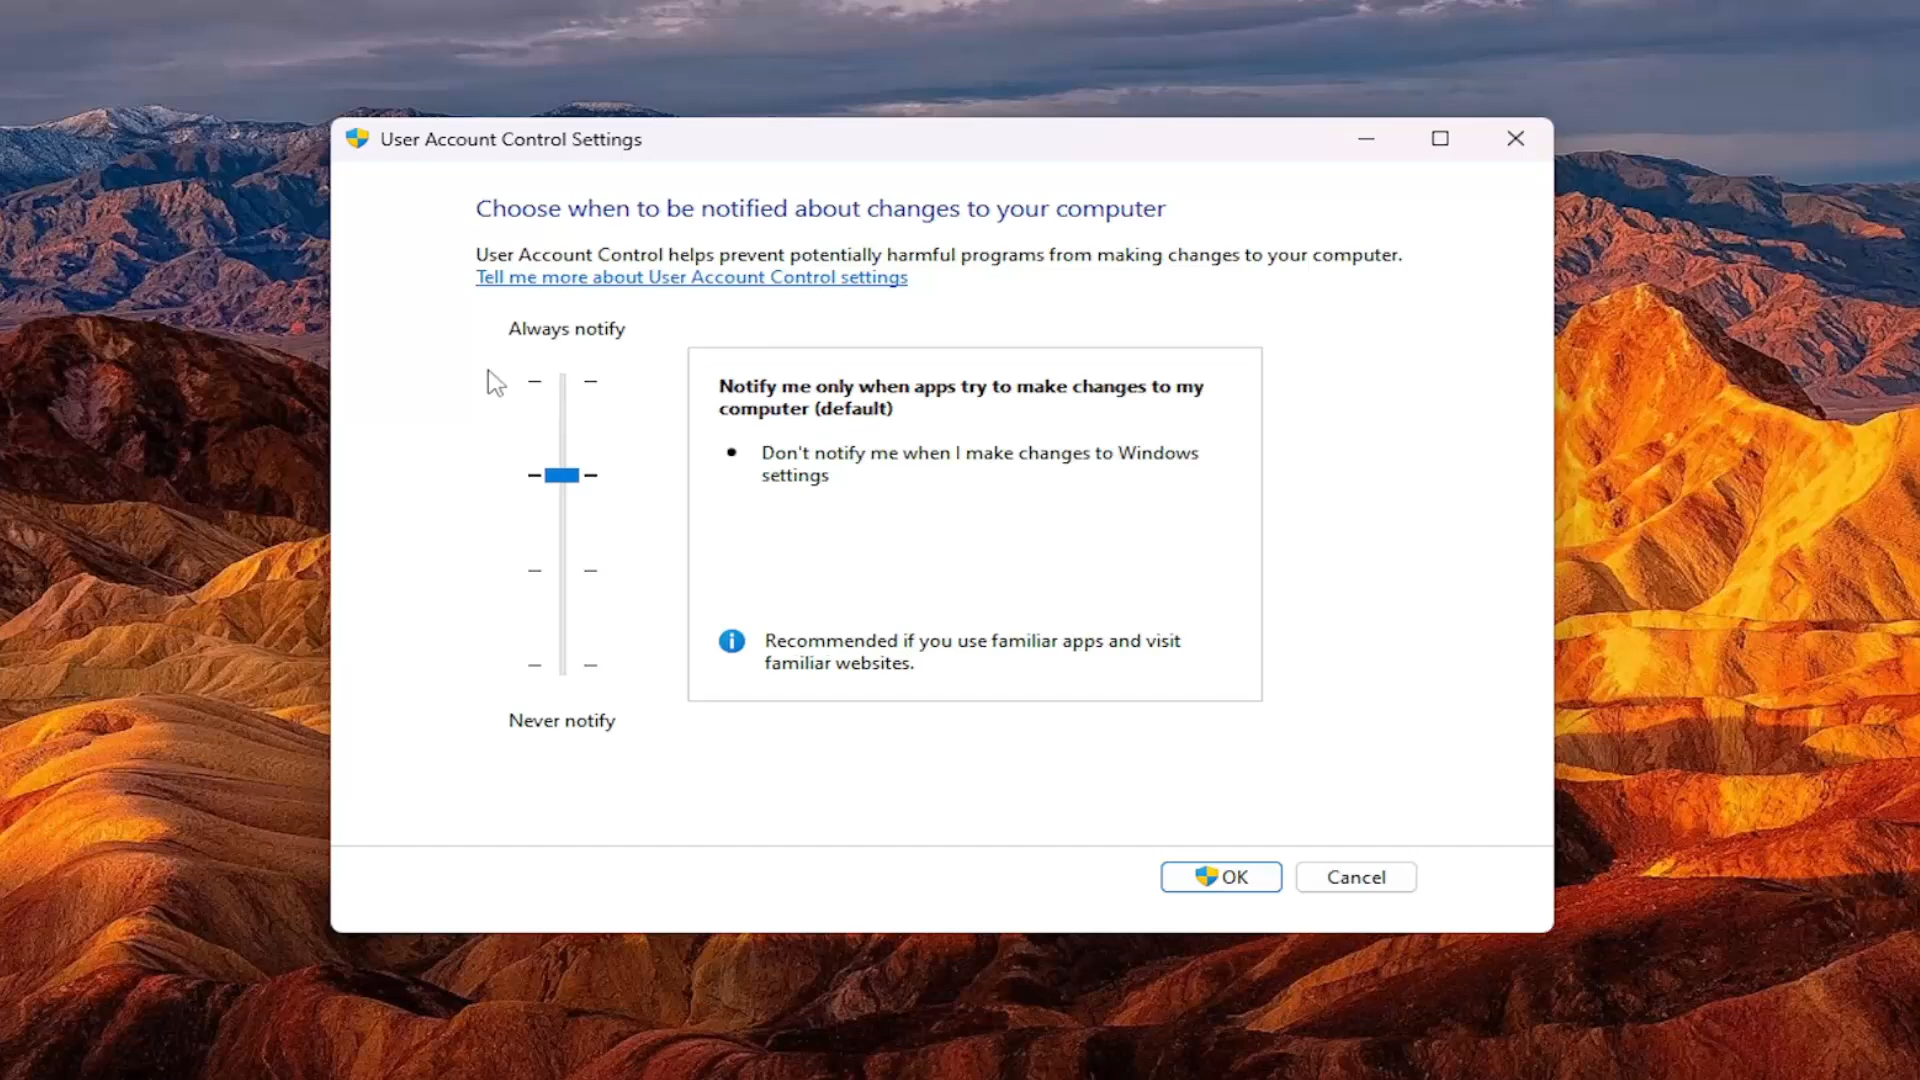 User Account Control Settings
Choose when to be notified about changes to your computer
User Account Control helps prevent potentially harmful programs from making changes to your computer.
Tell me more about User Account Control settings
Always notify
Notify me only when apps try to make changes to my
computer (default)
Don't notify me when I make changes to Windows
settings
Recommended if you use familiar apps and visit
familiar websites.
Never notify
OK
Cancel